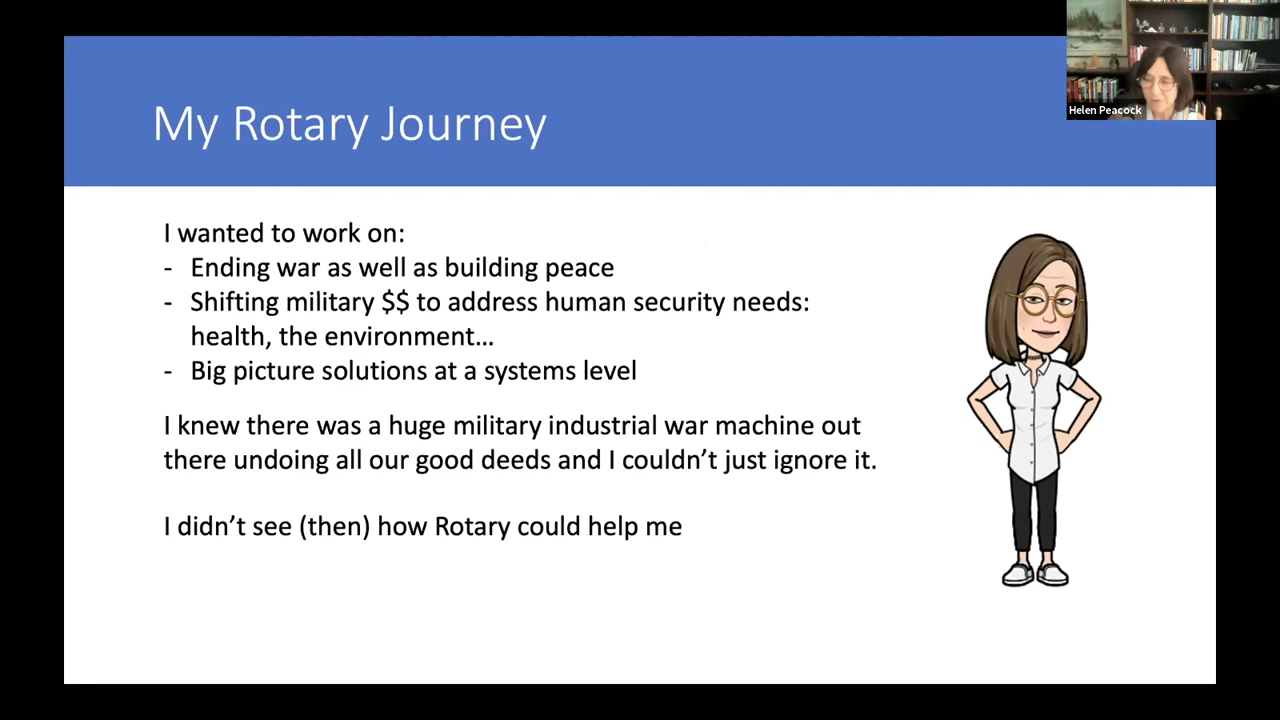 My Rotary Journey
Helen Peacock
I wanted to work on:
- Ending war as well as building peace
- Shifting military $$ to address human security needs:
health, the environment…
- Big picture solutions at a systems level
I knew there was a huge military industrial war machine out
there undoing all our good deeds and I couldn’t just ignore it.
I didn’t see (then) how Rotary could help me